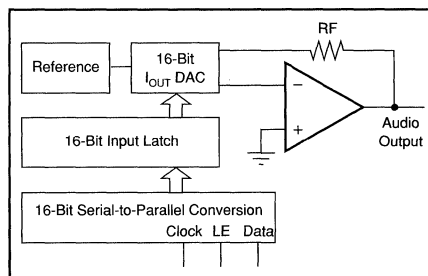 Reference
16-Bit
IOUT DAC
RF
−
+
Audio
Output
16-Bit Input Latch
16-Bit Serial-to-Parallel Conversion
Clock LE Data